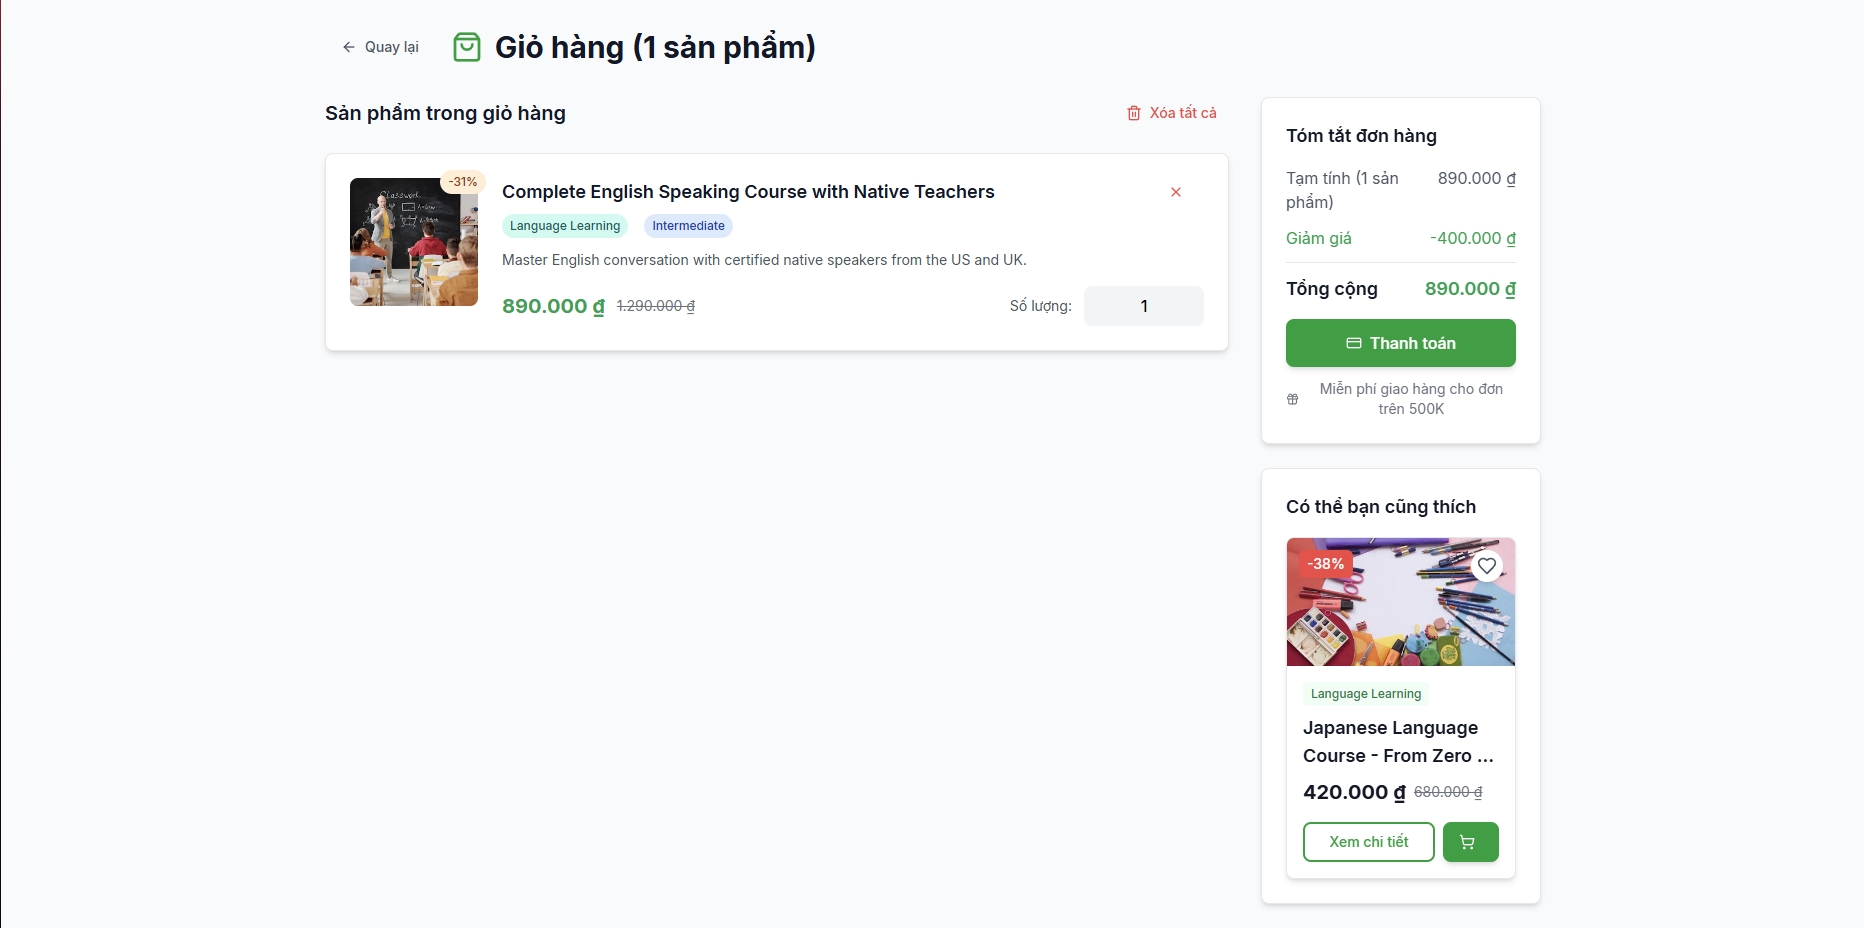 Quay lại
Giỏ hàng (1 sản phẩm)
Sản phẩm trong giỏ hàng
Xóa tất cả
-31%
Complete English Speaking Course with Native Teachers
Language Learning
Intermediate
Master English conversation with certified native speakers from the US and UK.
890.000 ₫
1.290.000 ₫
Số lượng:
1
Tóm tắt đơn hàng
Tạm tính (1 sản
phẩm)
890.000 ₫
Giảm giá
-400.000 ₫
Tổng cộng
890.000 ₫
Thanh toán
Miễn phí giao hàng cho đơn
trên 500K
Có thể bạn cũng thích
-38%
Language Learning
Japanese Language
Course - From Zero ...
420.000 ₫
680.000 ₫
Xem chi tiết